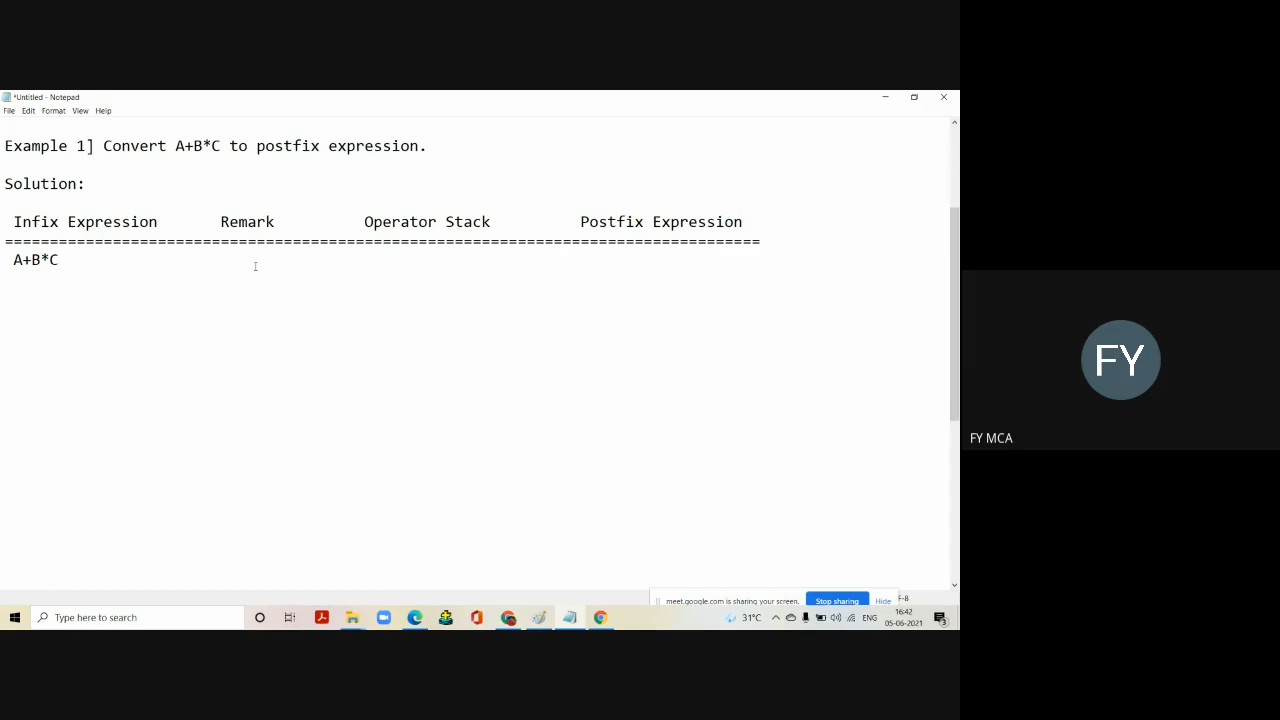 *Untitled - Notepad
File Edit Format View Help
Example 1] Convert A+B*C to postfix expression.
Solution:
Infix Expression Remark Operator Stack Postfix Expression
====================================================================================
A+B*C
FY
FY MCA
meet.google.com is sharing your screen. Stop sharing Hide
F-8
Type here to search
31°C ENG
16:42
05-06-2021
3